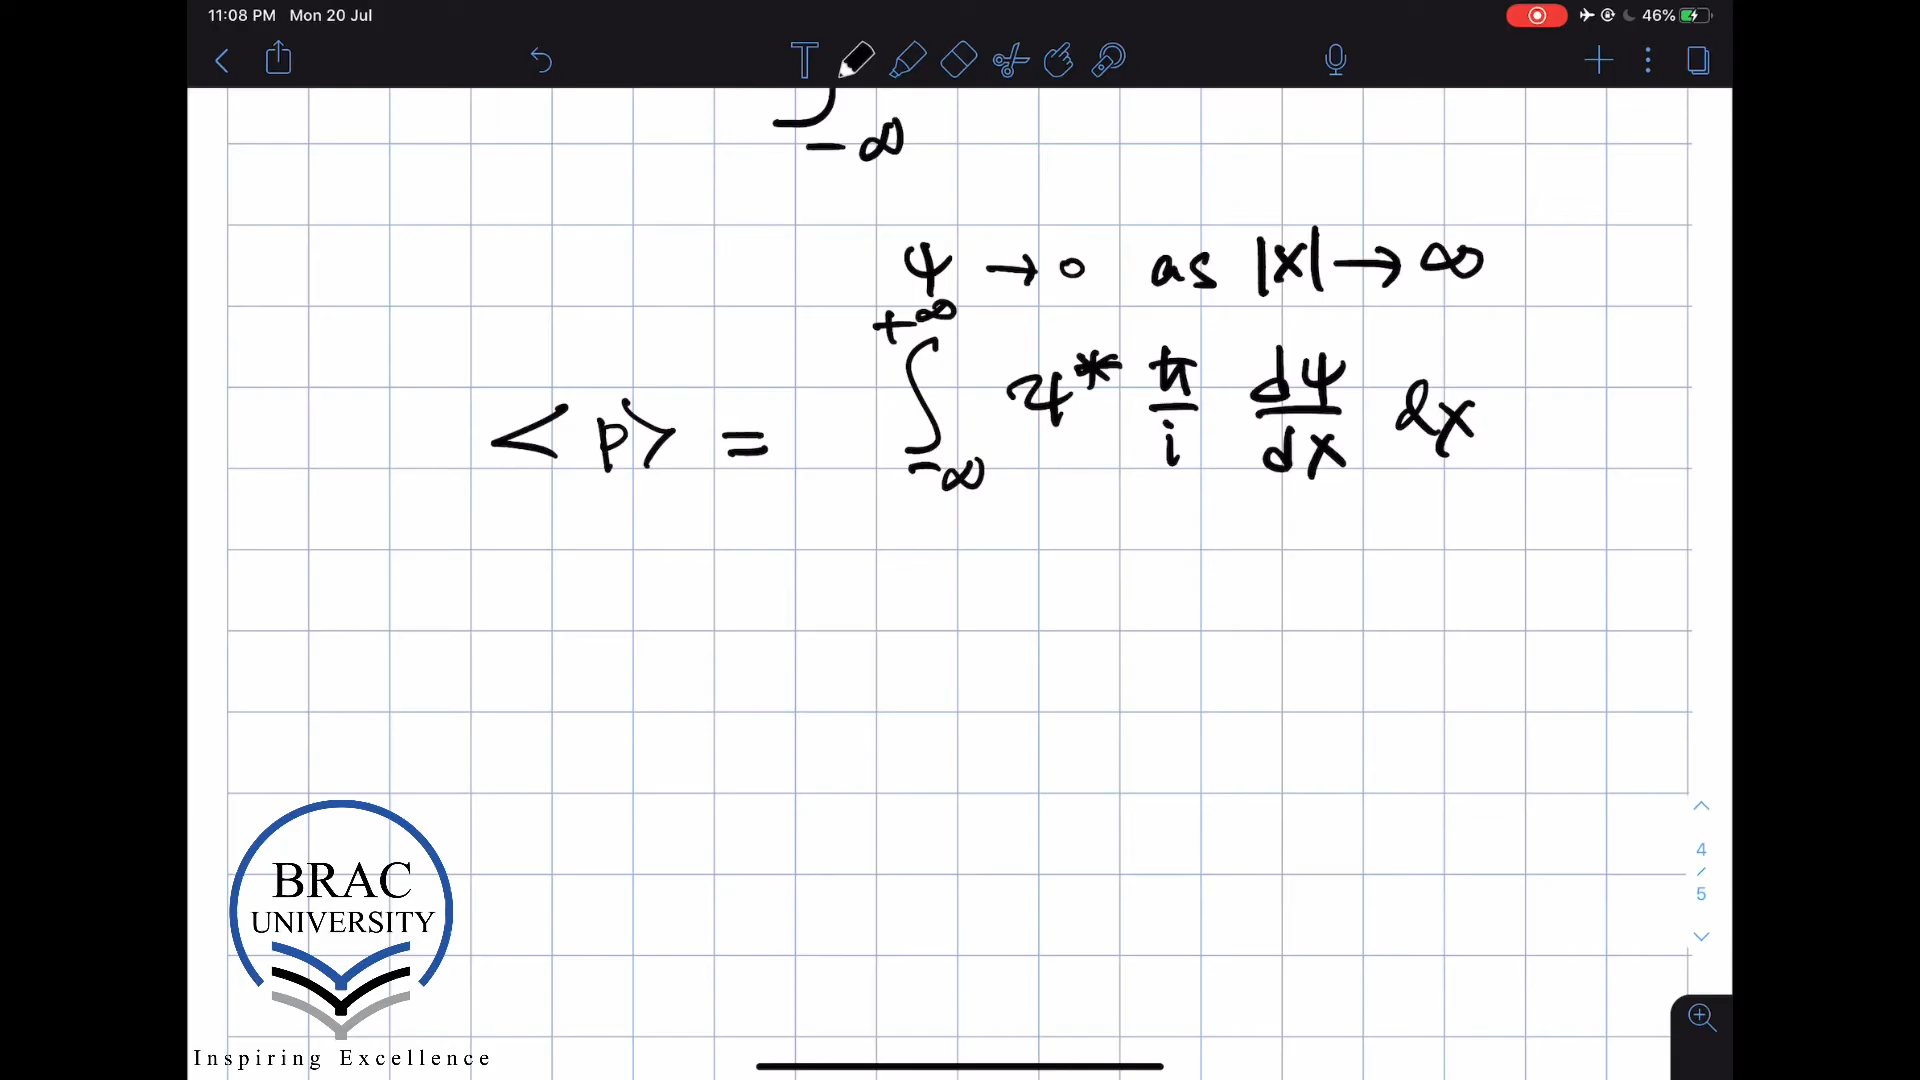 11:08 PM Mon 20 Jul
46%
T
-∞
ψ → 0 as |x| → ∞
<p> = ∫_{-∞}^{+∞} ψ* ħ/i dψ/dx dx
4
/
5
BRAC
UNIVERSITY
Inspiring Excellence